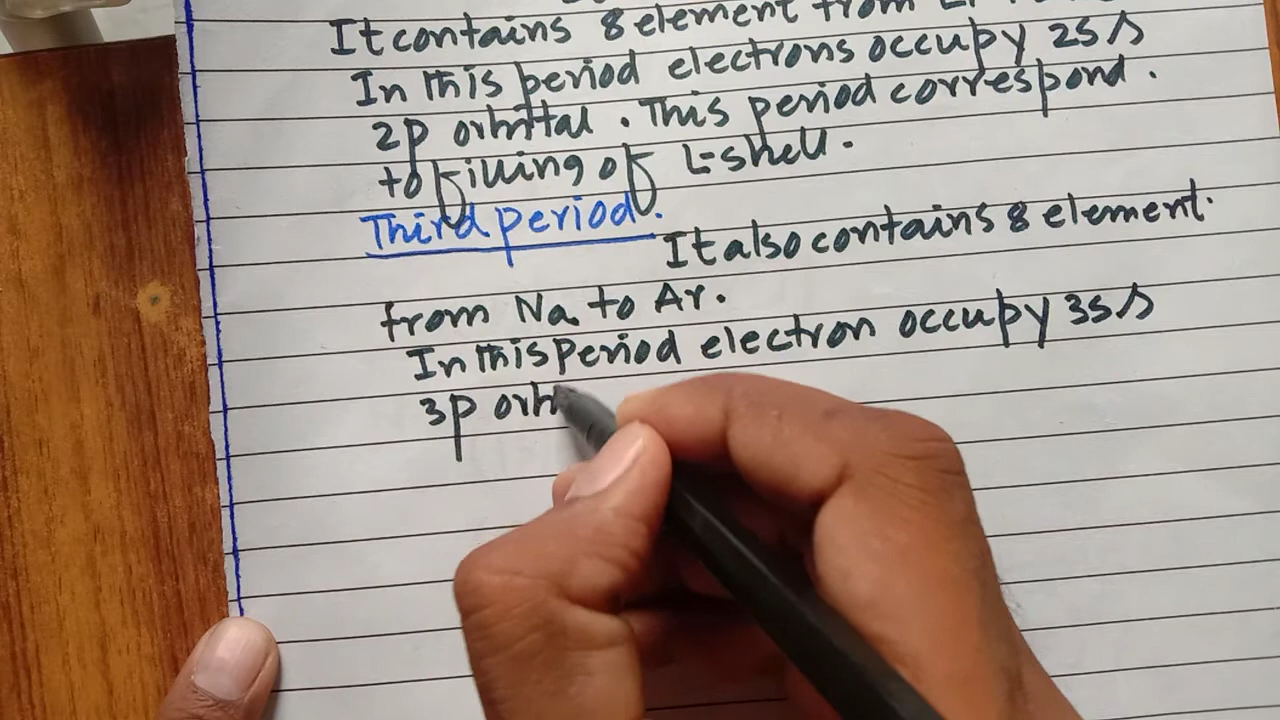 It contains 8 element from
In this period electrons occupy 2s &
2p orbital . This period correspond .
to filling of L-shell .
Third period .
It also contains 8 element .
from Na to Ar .
In this Period electron occupy 3s &
3p orb